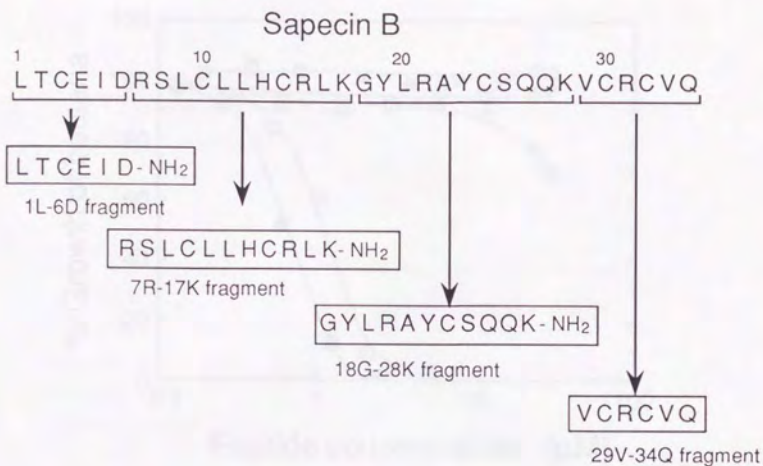 Sapecin B
1 10 20 30
LTCEIDRSLCLLHCRLKGYLRAYCSQQKVCRCVQ
LTCEID-NH₂
1L-6D fragment
RSLCLLHCRLK-NH₂
7R-17K fragment
GYLRAYCSQQK-NH₂
18G-28K fragment
VCRCVQ
29V-34Q fragment